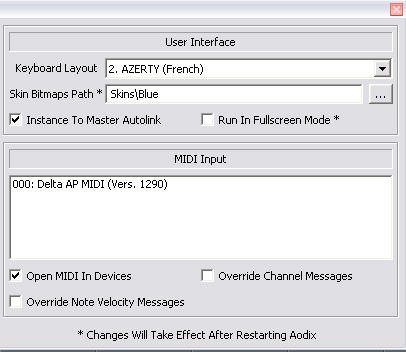 User Interface
Keyboard Layout 2. AZERTY (French)
Skin Bitmaps Path * Skins\Blue ...
Instance To Master Autolink Run In Fullscreen Mode *
MIDI Input
000: Delta AP MIDI (Vers. 1290)
Open MIDI In Devices Override Channel Messages
Override Note Velocity Messages
* Changes Will Take Effect After Restarting Aodix